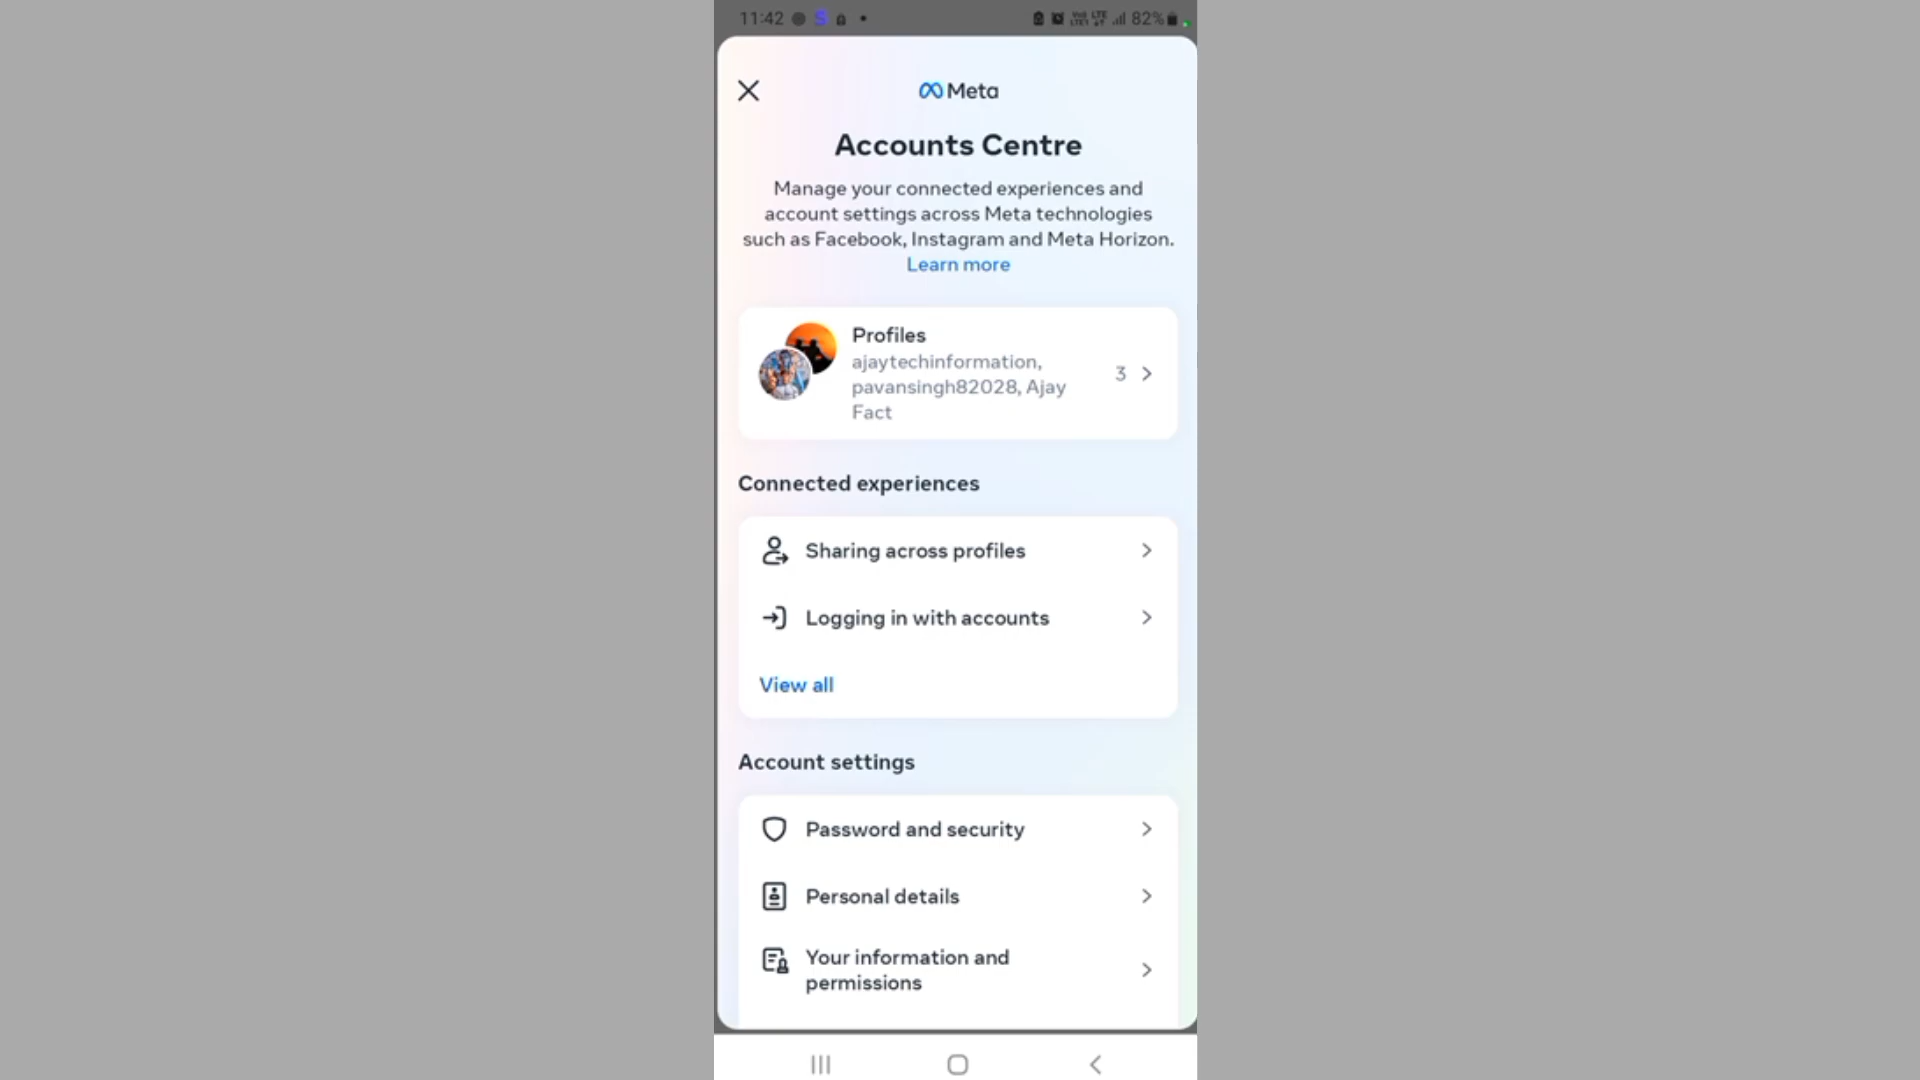 11:42
82%
Meta
Accounts Centre
Manage your connected experiences and
account settings across Meta technologies
such as Facebook, Instagram and Meta Horizon.
Learn more
Profiles
ajaytechinformation,
pavansingh82028, Ajay
Fact
3
Connected experiences
Sharing across profiles
Logging in with accounts
View all
Account settings
Password and security
Personal details
Your information and
permissions